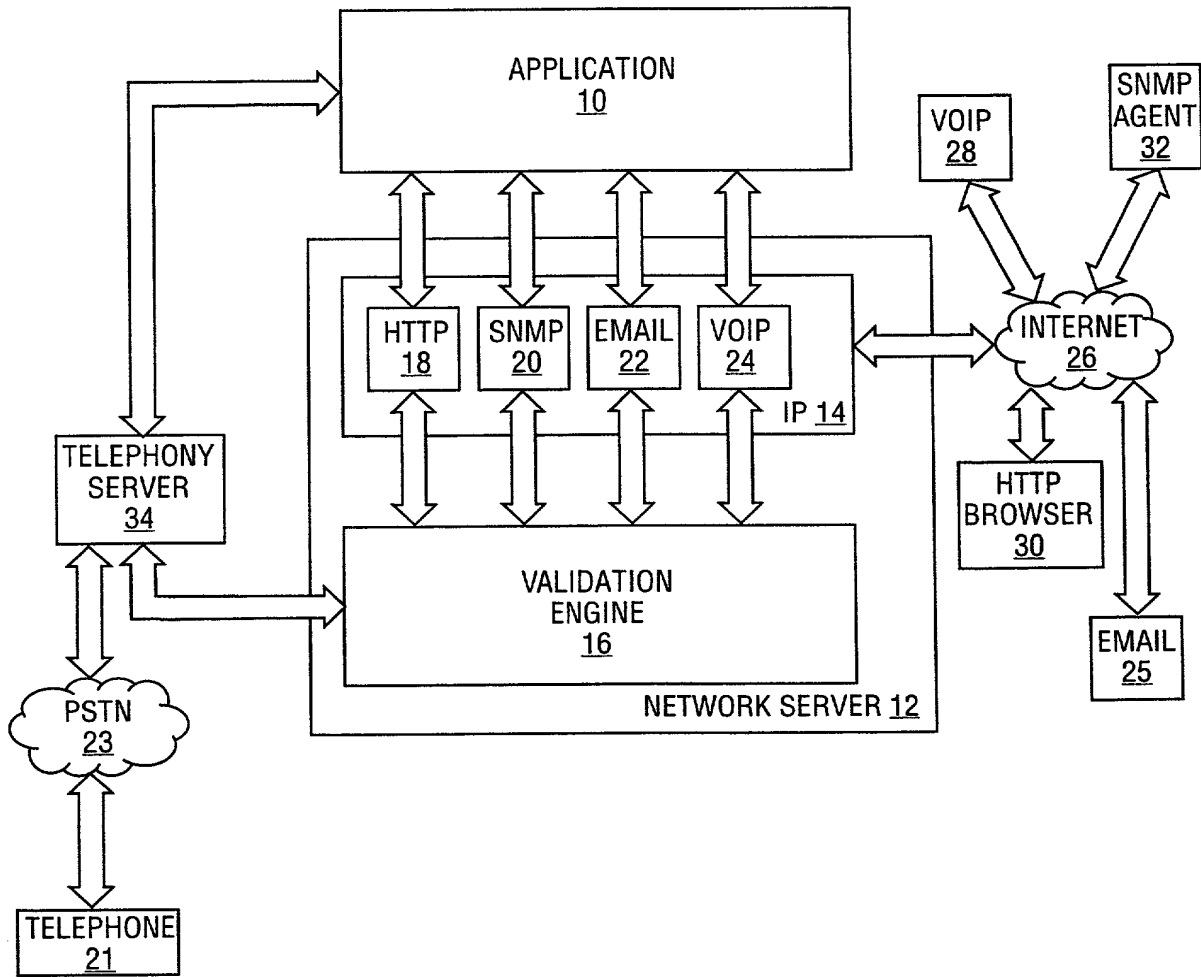 APPLICATION
10
VOIP
28
SNMP
AGENT
32
HTTP
18
SNMP
20
EMAIL
22
VOIP
24
IP 14
INTERNET
26
TELEPHONY
SERVER
34
HTTP
BROWSER
30
VALIDATION
ENGINE
16
EMAIL
25
NETWORK SERVER 12
PSTN
23
TELEPHONE
21